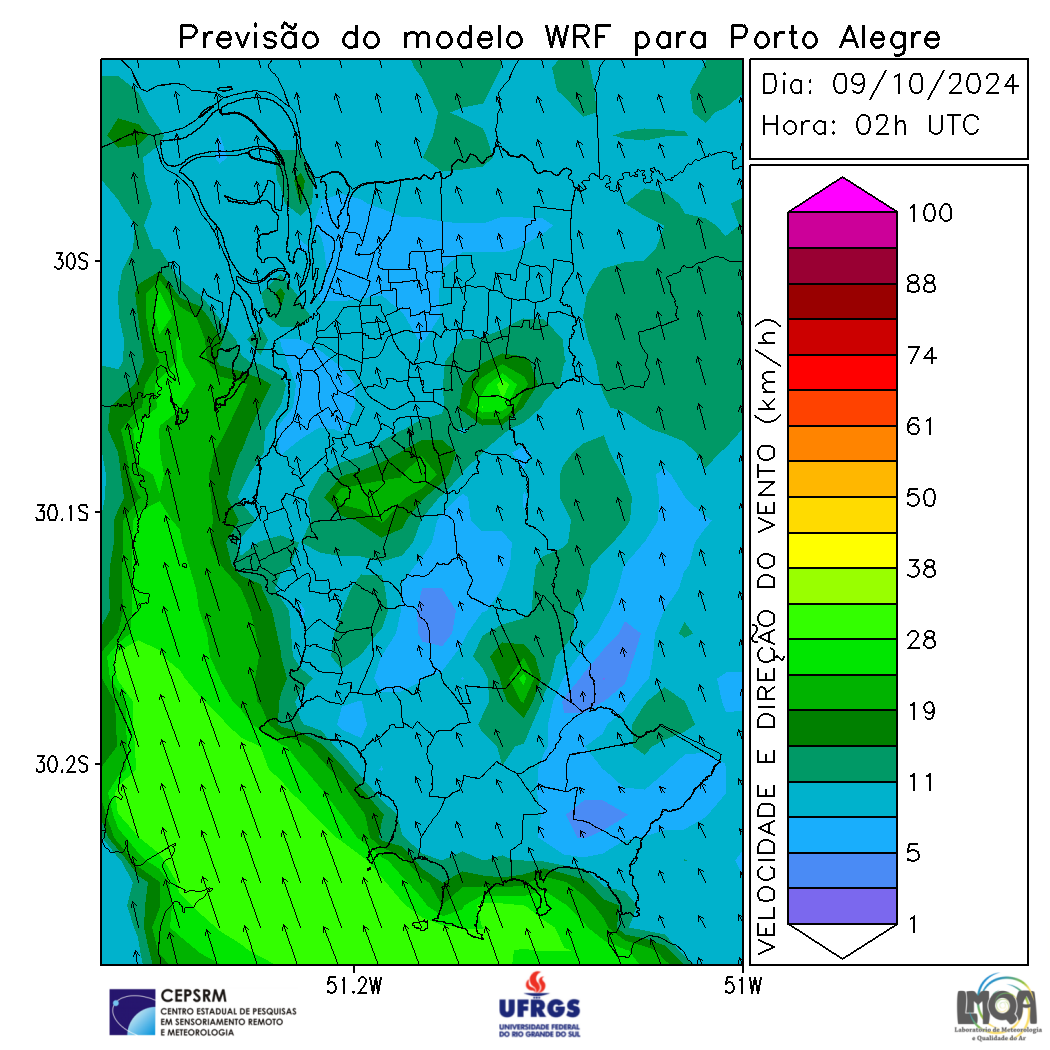 Previsão do modelo WRF para Porto Alegre
Dia: 09/10/2024
Hora: 02h UTC
30S
30.1S
30.2S
51.2W
51W
VELOCIDADE E DIREÇÃO DO VENTO (km/h)
100
88
74
61
50
38
28
19
11
5
1
CEPSRM
CENTRO ESTADUAL DE PESQUISAS
EM SENSORIAMENTO REMOTO
E METEOROLOGIA
UFRGS
UNIVERSIDADE FEDERAL
DO RIO GRANDE DO SUL
LMQA
Laboratório de Meteorologia
e Qualidade do Ar